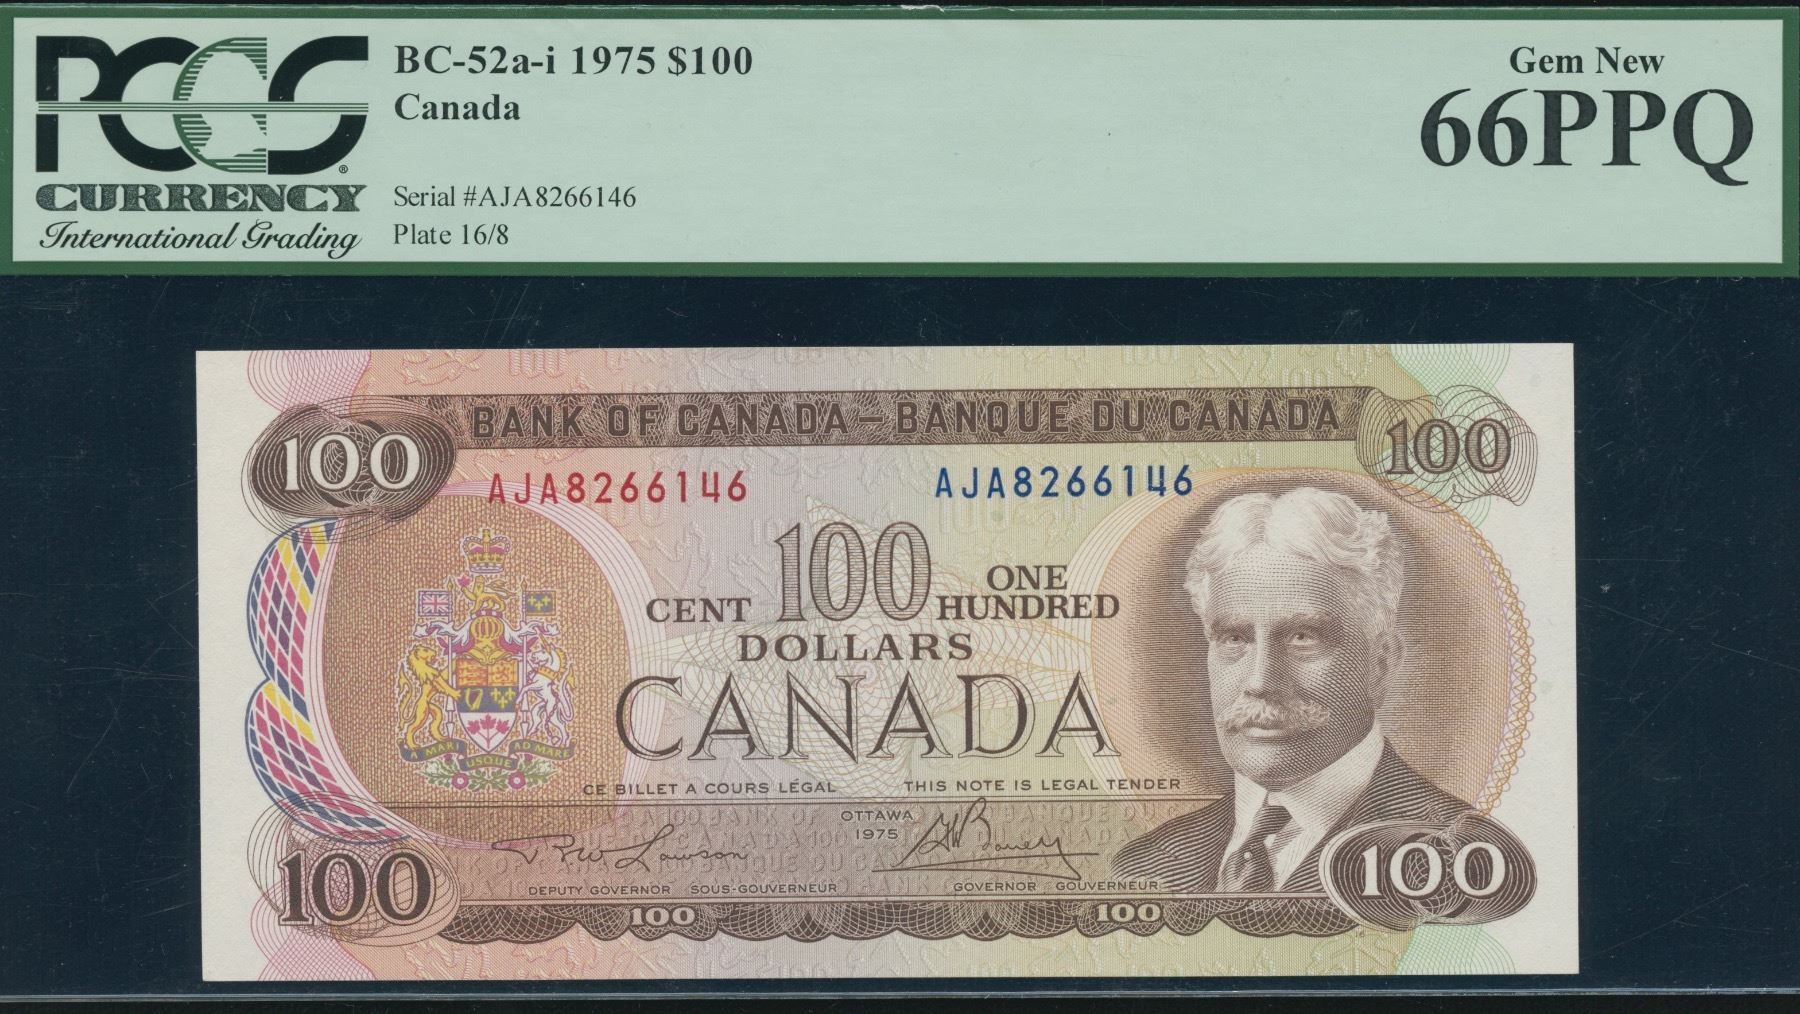 PCGS
CURRENCY
International Grading
BC-52a-i 1975 $100
Canada
Serial #AJA8266146
Plate 16/8
Gem New
66PPQ
BANK OF CANADA – BANQUE DU CANADA
100
100
AJA8266146
AJA8266146
CENT 100 ONE HUNDRED
DOLLARS
CANADA
A MARI USQUE AD MARE
CE BILLET A COURS LÉGAL
THIS NOTE IS LEGAL TENDER
OTTAWA
1975
R.W. Lawson
G.K. Bouey
DEPUTY GOVERNOR SOUS-GOUVERNEUR
GOVERNOR GOUVERNEUR
100
100
100
100